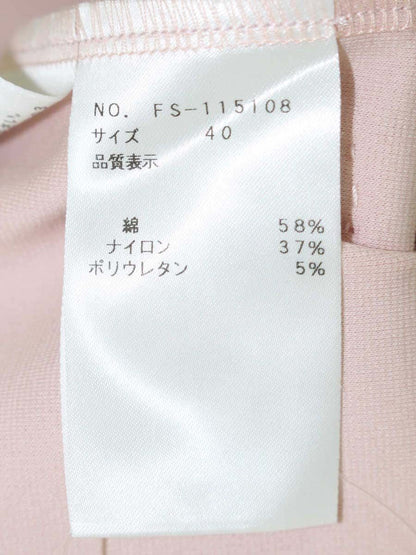 NO. FS-115108
サイズ 40
品質表示
綿 58%
ナイロン 37%
ポリウレタン 5%